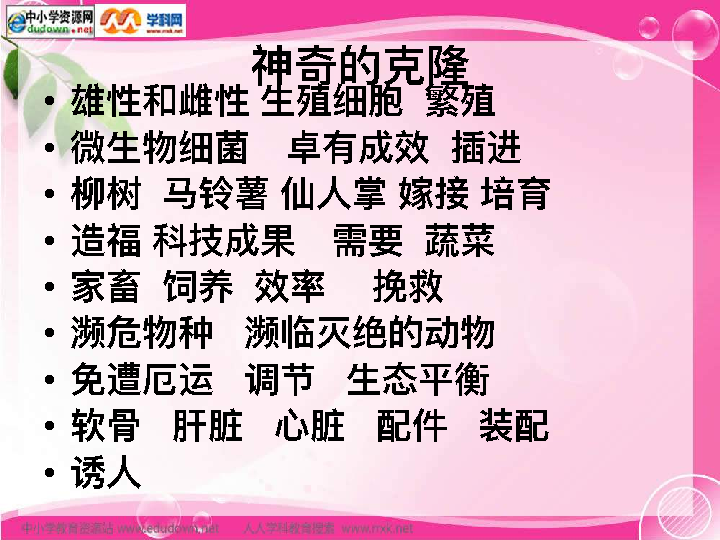 中小学资源网 学科网
dudown.net www.nxk.net
神奇的克隆
• 雄性和雌性 生殖细胞 繁殖
• 微生物细菌 卓有成效 插进
• 柳树 马铃薯 仙人掌 嫁接 培育
• 造福 科技成果 需要 蔬菜
• 家畜 饲养 效率 挽救
• 濒危物种 濒临灭绝的动物
• 免遭厄运 调节 生态平衡
• 软骨 肝脏 心脏 配件 装配
• 诱人
中小学教育资源站 www.edudown.net 人人学科教育搜索 www.rrxk.net